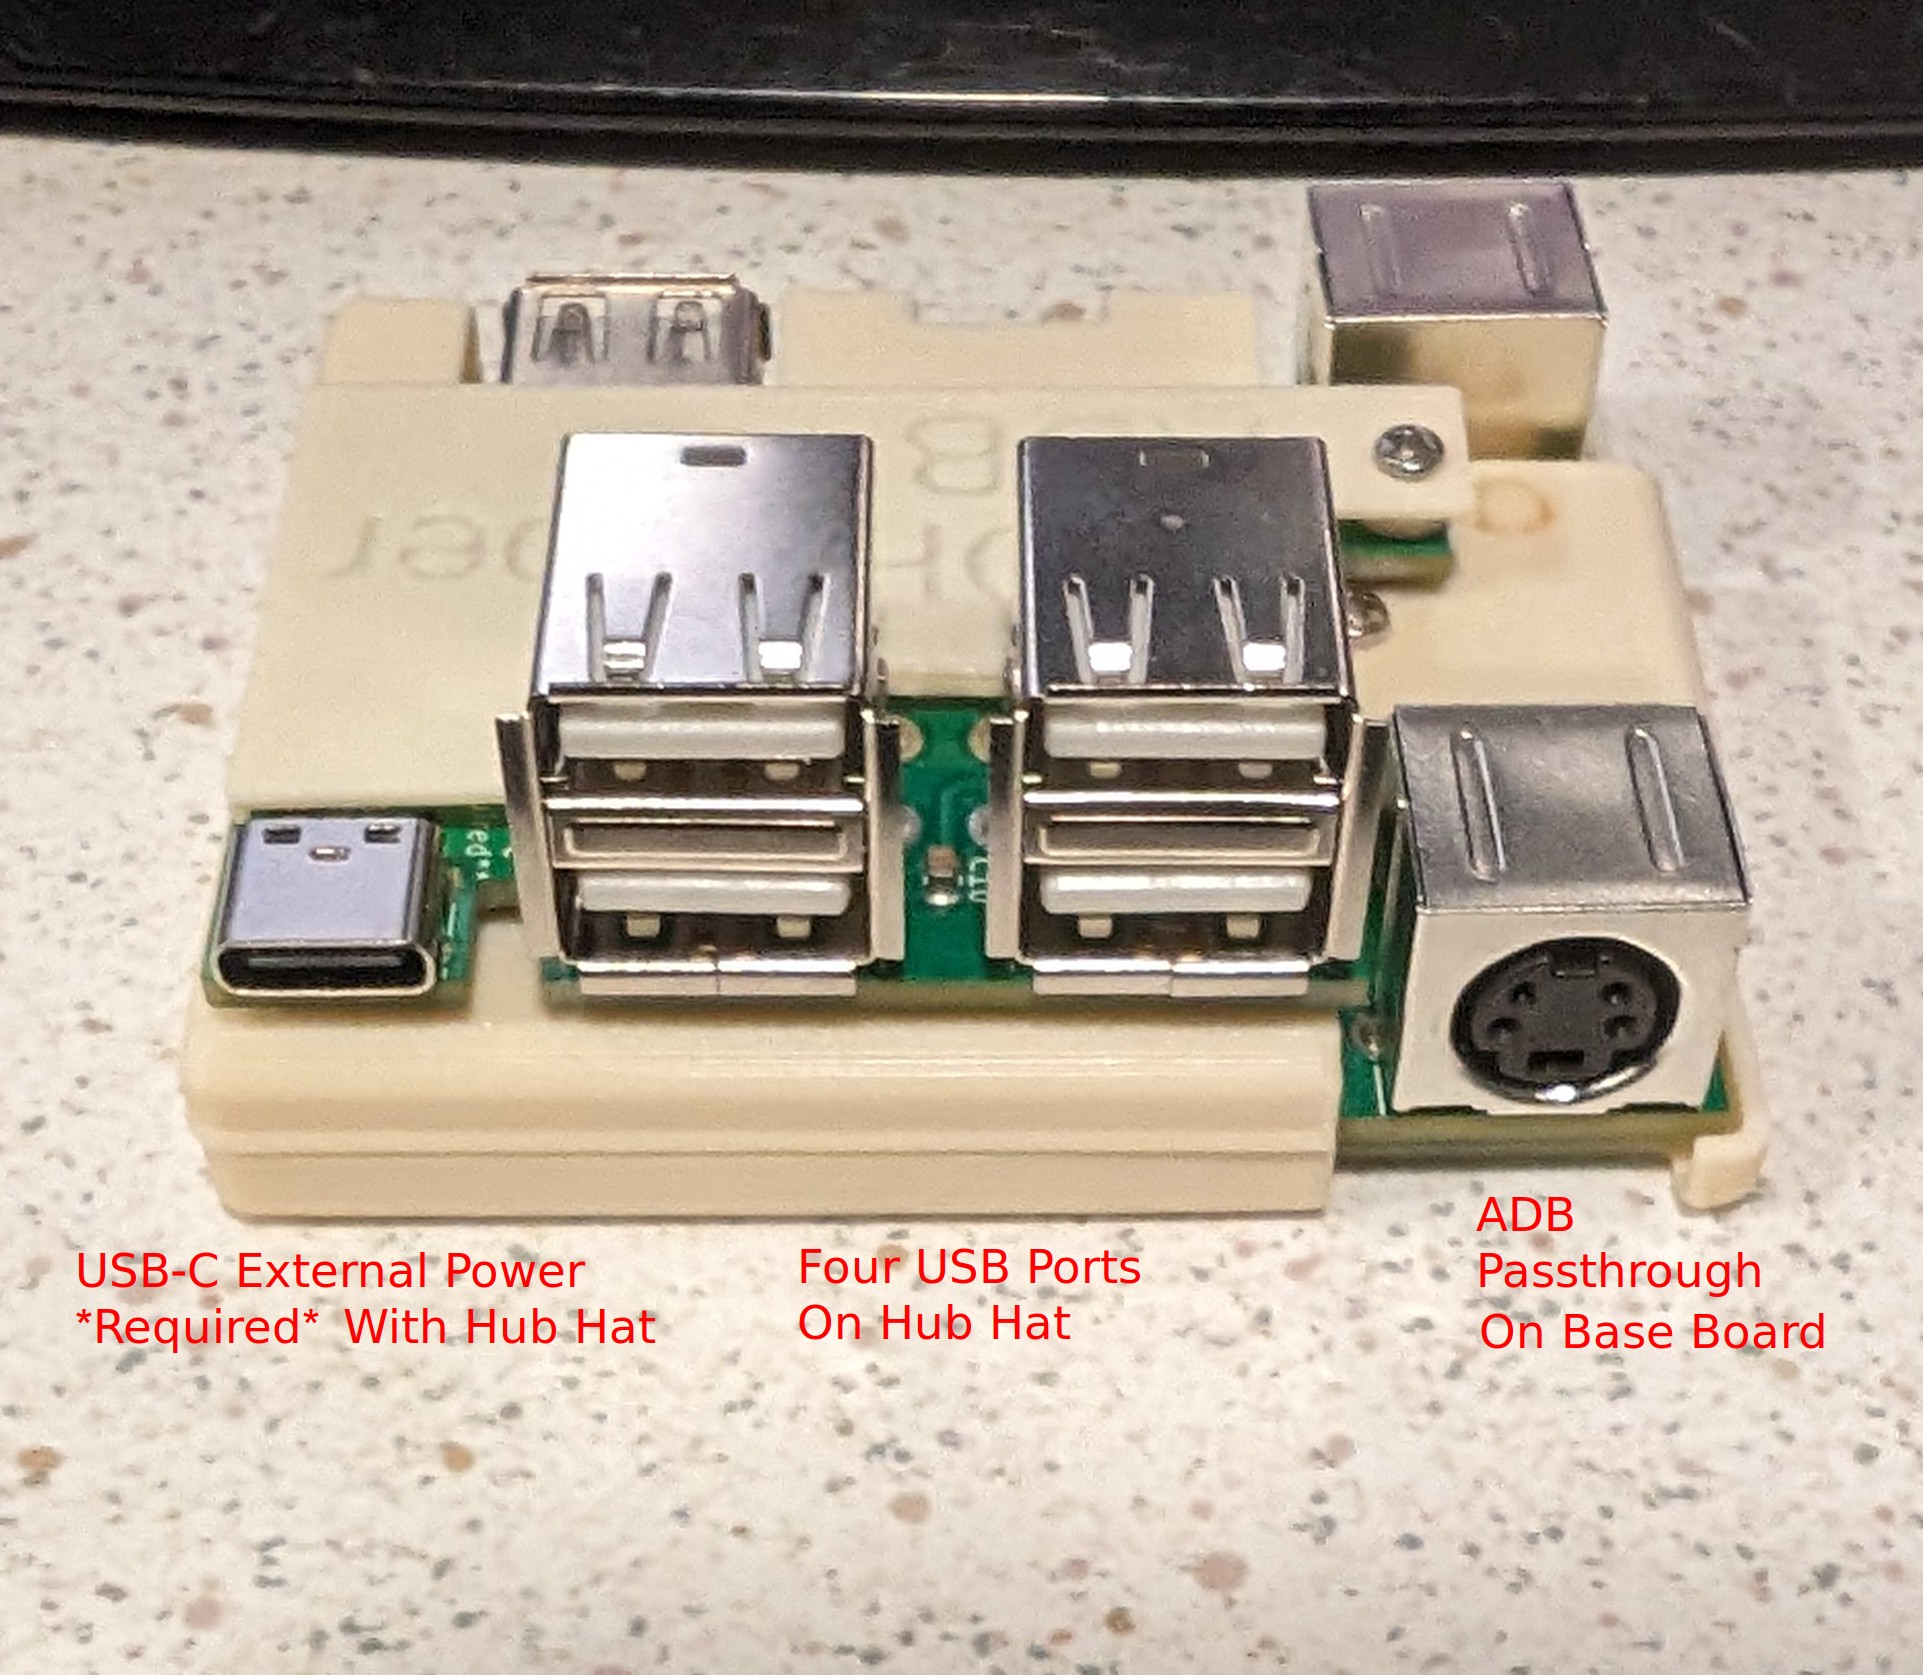 B
USB-C External Power
*Required* With Hub Hat
Four USB Ports
On Hub Hat
ADB
Passthrough
On Base Board